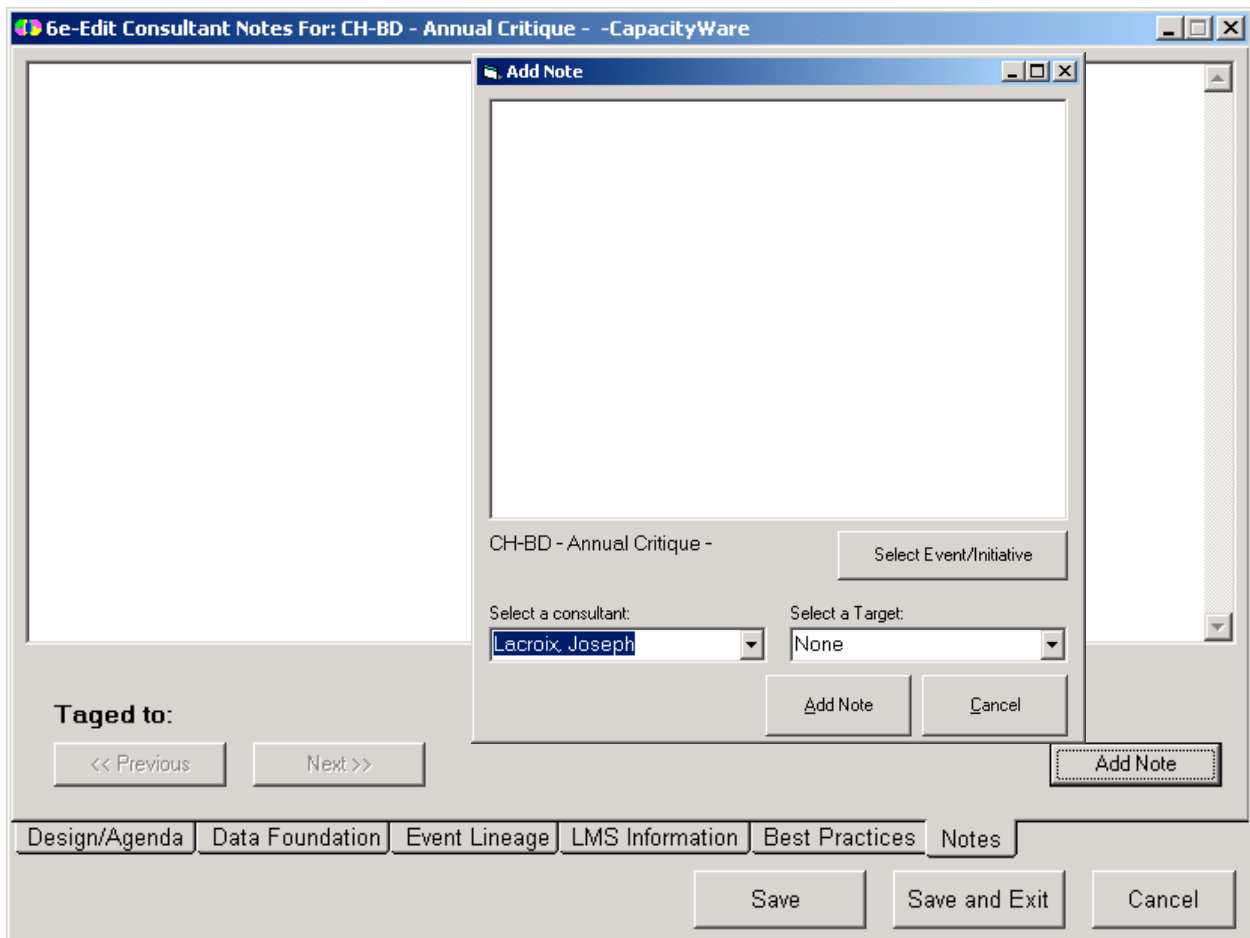 6e-Edit Consultant Notes For: CH-BD - Annual Critique -  -CapacityWare
Add Note
CH-BD - Annual Critique -
Select Event/Initiative
Select a consultant:
Select a Target:
Lacroix, Joseph
None
Add Note
Cancel
Taged to:
<< Previous
Next >>
Add Note
Design/Agenda
Data Foundation
Event Lineage
LMS Information
Best Practices
Notes
Save
Save and Exit
Cancel